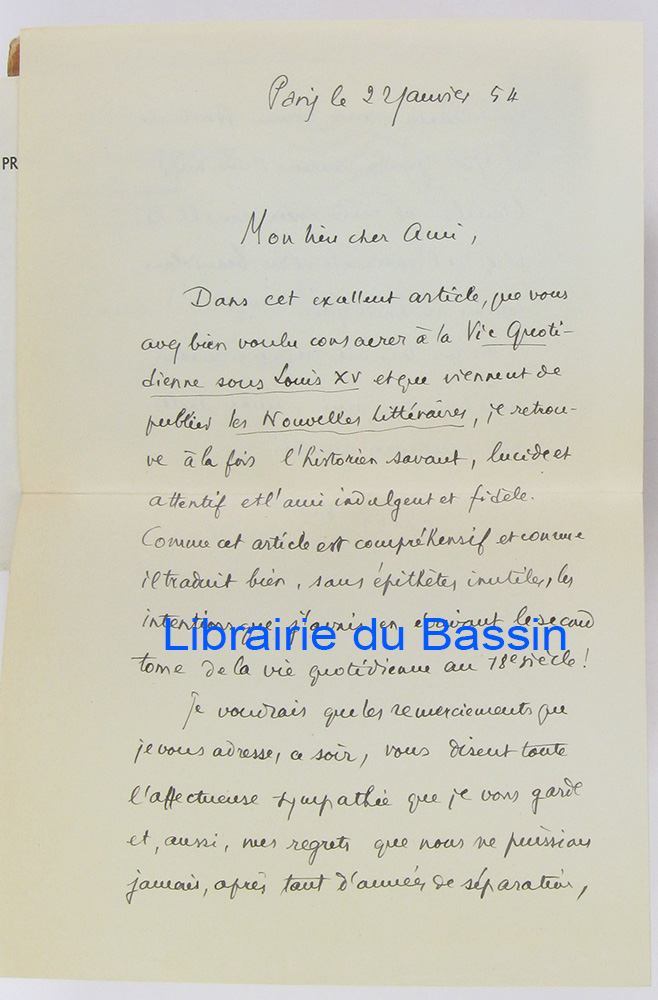 PR
Paris le 22 Janvier 54
Mon bien cher Ami,
Dans cet excellent article, que vous
avez bien voulu consacrer à la Vie Quoti-
dienne sous Louis XV et que viennent de
publier les Nouvelles Littéraires, je retrou-
ve à la fois l'historien savant, lucide et
attentif et l'ami indulgent et fidèle.
Comme cet article est compréhensif et comme
il traduit bien, sans épithètes inutiles, les
intentions que j'avais en écrivant le second
Librairie du Bassin
tome de la vie quotidienne au 18e siècle !
Je voudrais que les remerciements que
je vous adresse, ce soir, vous disent toute
l'affectueuse sympathie que je vous garde
et, aussi, mes regrets que nous ne puissions
jamais, après tant d'années de séparation,